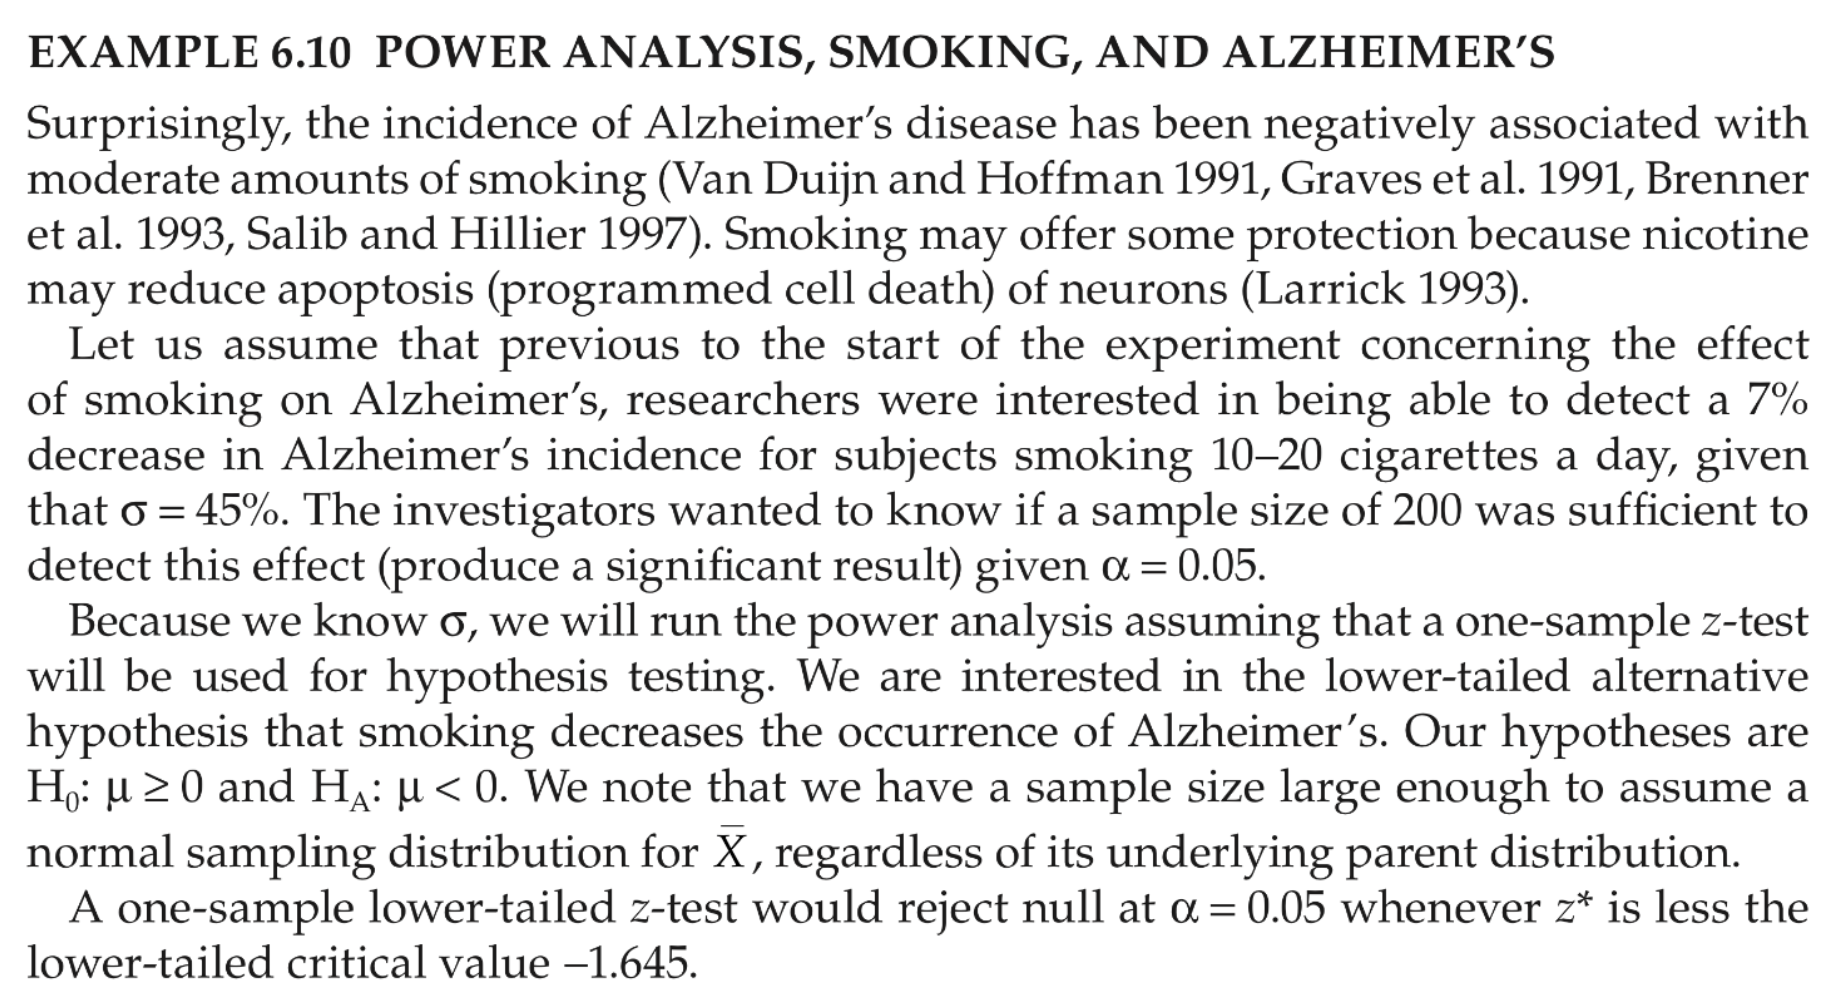 EXAMPLE 6.10 POWER ANALYSIS, SMOKING, AND ALZHEIMER’S
Surprisingly, the incidence of Alzheimer’s disease has been negatively associated with
moderate amounts of smoking (Van Duijn and Hoffman 1991, Graves et al. 1991, Brenner
et al. 1993, Salib and Hillier 1997). Smoking may offer some protection because nicotine
may reduce apoptosis (programmed cell death) of neurons (Larrick 1993).
Let us assume that previous to the start of the experiment concerning the effect
of smoking on Alzheimer’s, researchers were interested in being able to detect a 7%
decrease in Alzheimer’s incidence for subjects smoking 10–20 cigarettes a day, given
that σ = 45%. The investigators wanted to know if a sample size of 200 was sufficient to
detect this effect (produce a significant result) given α = 0.05.
Because we know σ, we will run the power analysis assuming that a one-sample z-test
will be used for hypothesis testing. We are interested in the lower-tailed alternative
hypothesis that smoking decreases the occurrence of Alzheimer’s. Our hypotheses are
H₀: μ ≥ 0 and H_A: μ < 0. We note that we have a sample size large enough to assume a
normal sampling distribution for X̅, regardless of its underlying parent distribution.
A one-sample lower-tailed z-test would reject null at α = 0.05 whenever z* is less the
lower-tailed critical value –1.645.